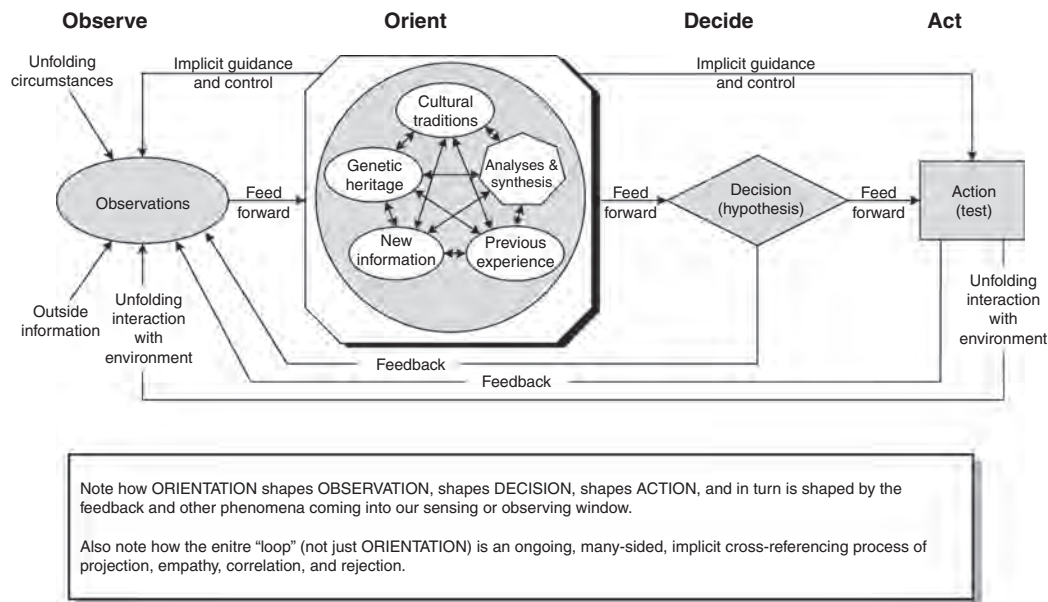 Observe
Orient
Decide
Act
Unfolding
circumstances
Implicit guidance
and control
Cultural
traditions
Genetic
heritage
Analyses &
synthesis
New
information
Previous
experience
Observations
Feed
forward
Feed
forward
Decision
(hypothesis)
Feed
forward
Implicit guidance
and control
Action
(test)
Outside
information
Unfolding
interaction
with
environment
Unfolding
interaction
with
environment
Feedback
Feedback
Note how ORIENTATION shapes OBSERVATION, shapes DECISION, shapes ACTION, and in turn is shaped by the
feedback and other phenomena coming into our sensing or observing window.
Also note how the enitre “loop” (not just ORIENTATION) is an ongoing, many-sided, implicit cross-referencing process of
projection, empathy, correlation, and rejection.